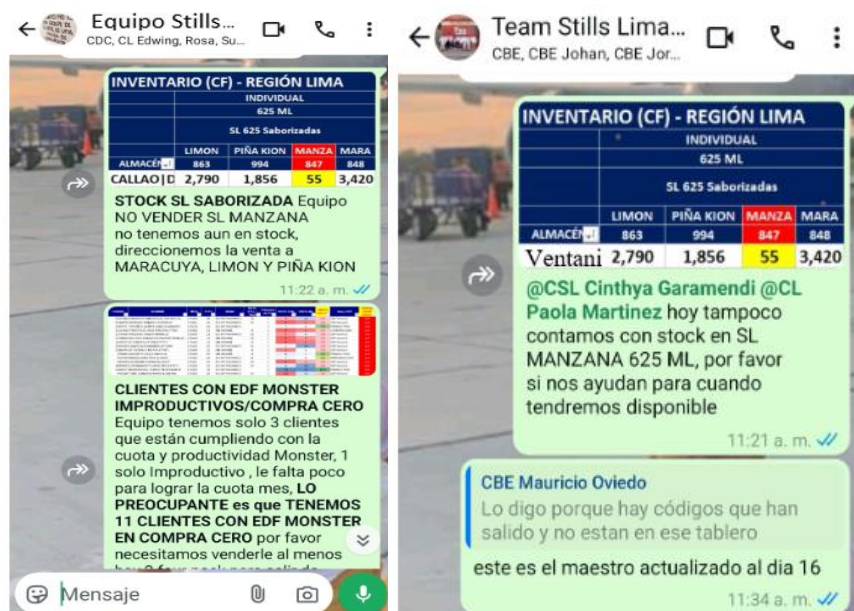 Equipo Stills...
CDC, CL Edwing, Rosa, Su...
INVENTARIO (CF) - REGIÓN LIMA
INDIVIDUAL
625 ML
SL 625 Saborizadas
LIMON PIÑA KION MANZA MARA
ALMACÉN 863 994 847 848
CALLAO|D 2,790 1,856 55 3,420
STOCK SL SABORIZADA Equipo
NO VENDER SL MANZANA
no tenemos aun en stock,
direccionemos la venta a
MARACUYA, LIMON Y PIÑA KION
11:22 a. m.
CLIENTES CON EDF MONSTER
IMPRODUCTIVOS/COMPRA CERO
Equipo tenemos solo 3 clientes
que están cumpliendo con la
cuota y productividad Monster, 1
solo Improductivo , le falta poco
para lograr la cuota mes, LO
PREOCUPANTE es que TENEMOS
11 CLIENTES CON EDF MONSTER
EN COMPRA CERO por favor
necesitamos venderle al menos
Mensaje
Team Stills Lima...
CBE, CBE Johan, CBE Jor...
INVENTARIO (CF) - REGIÓN LIMA
INDIVIDUAL
625 ML
SL 625 Saborizadas
LIMON PIÑA KION MANZA MARA
ALMACÉN 863 994 847 848
Ventani 2,790 1,856 55 3,420
@CSL Cinthya Garamendi @CL
Paola Martinez hoy tampoco
contamos con stock en SL
MANZANA 625 ML, por favor
si nos ayudan para cuando
tendremos disponible
11:21 a. m.
CBE Mauricio Oviedo
Lo digo porque hay códigos que han
salido y no estan en ese tablero
este es el maestro actualizado al dia 16
11:34 a. m.